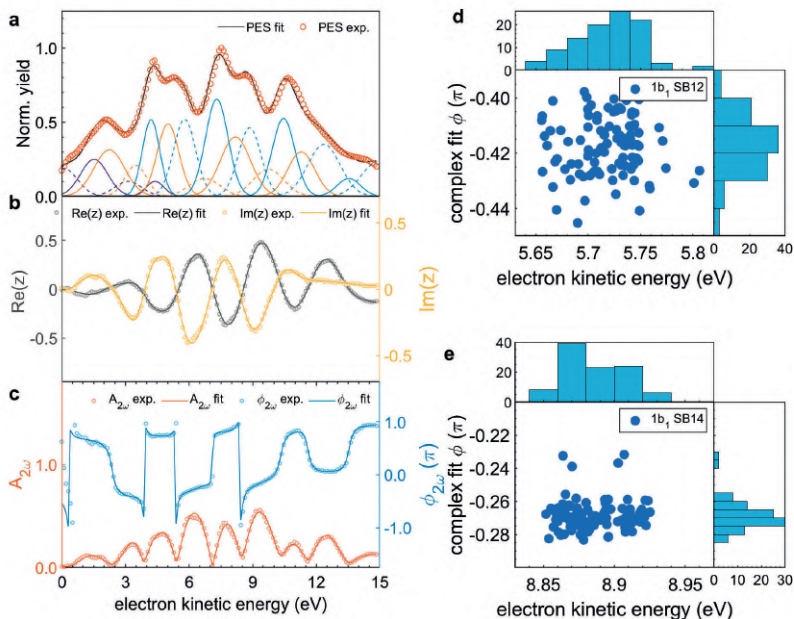 a
PES fit PES exp.
Norm. yield
1.0
0.5
0.0
b
Re(z) exp. Re(z) fit Im(z) exp. Im(z) fit
0.5
0
-0.5
Re(z)
0.5
0
-0.5
Im(z)
c
A2ω exp. A2ω fit ϕ2ω exp. ϕ2ω fit
1.0
0.0
A2ω
1.0
0.0
-1.0
ϕ2ω (π)
0 3 6 9 12 15
electron kinetic energy (eV)
d
20
10
0
1b1 SB12
-0.40
-0.42
-0.44
complex fit ϕ (π)
5.65 5.7 5.75 5.8
0 20 40
electron kinetic energy (eV)
e
40
20
0
1b1 SB14
-0.22
-0.24
-0.26
-0.28
complex fit ϕ (π)
8.85 8.9 8.95
0 10 20 30
electron kinetic energy (eV)